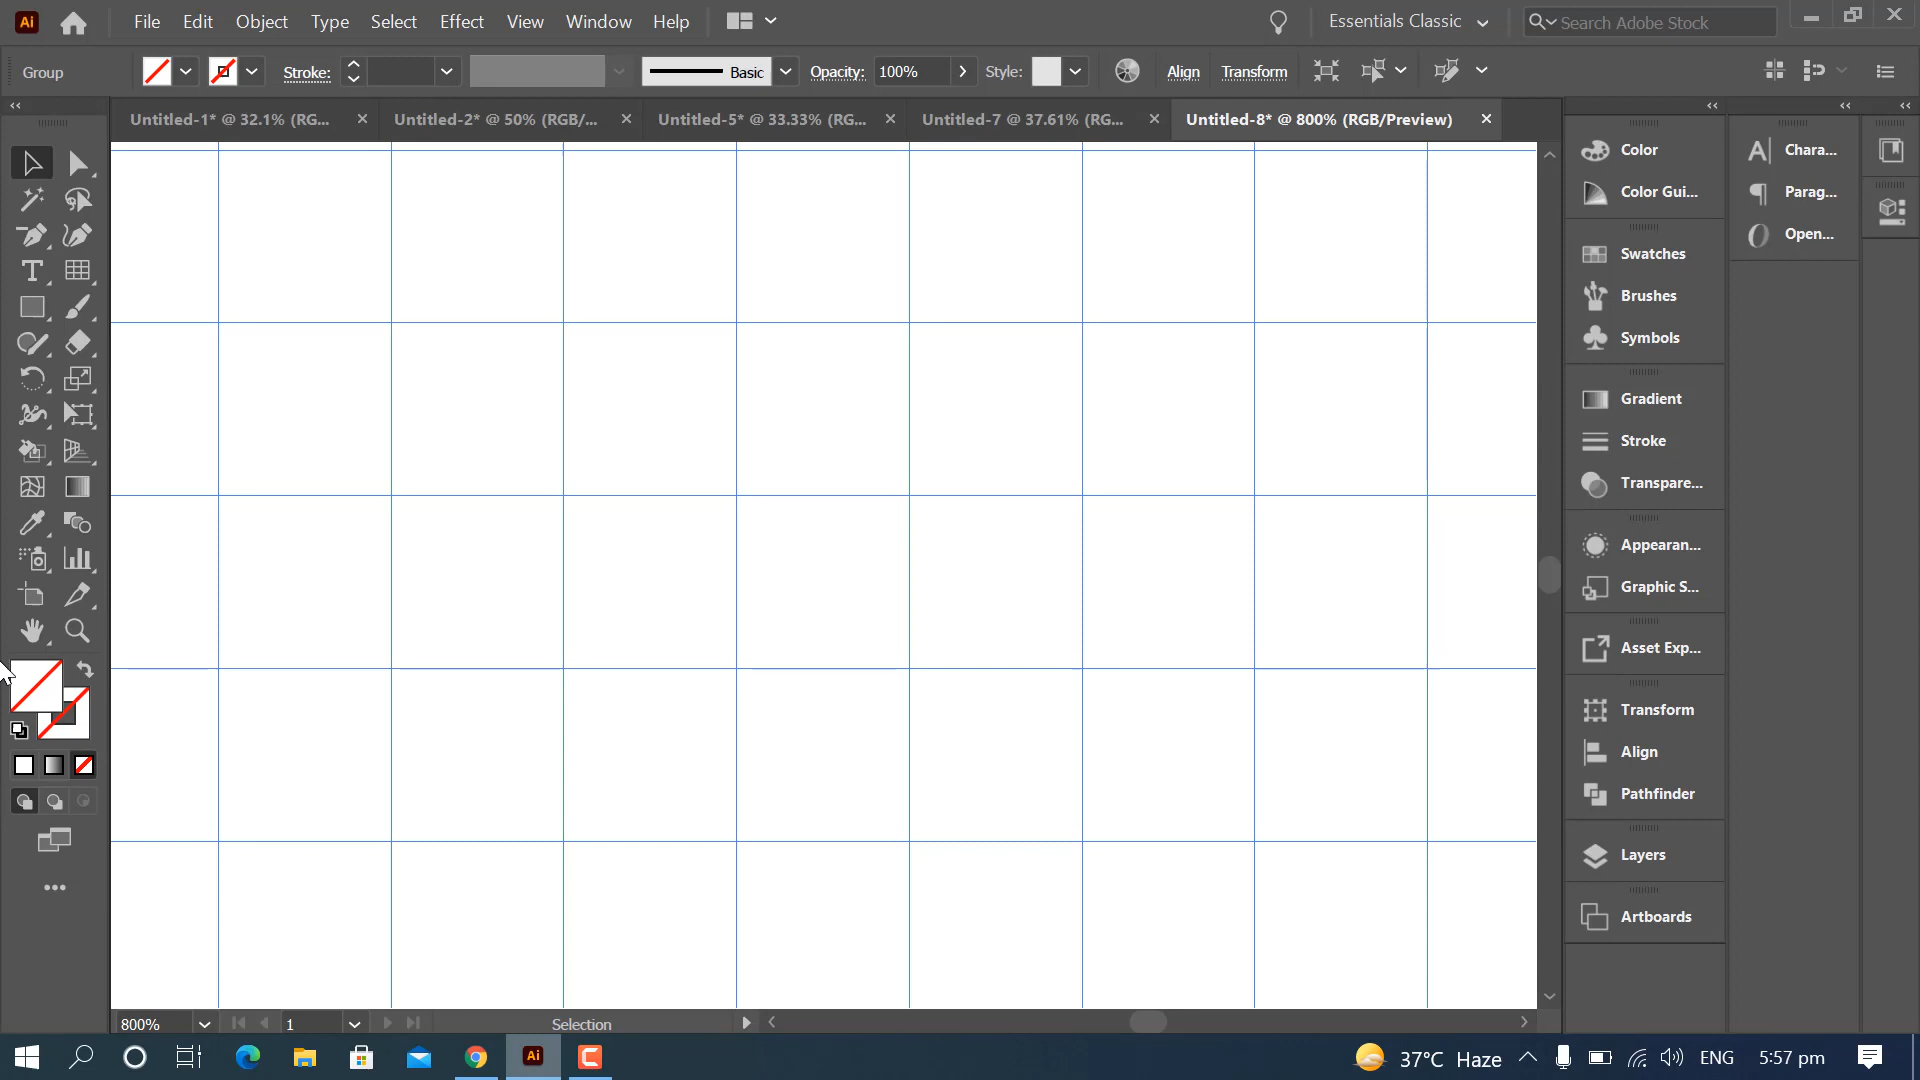 Ai File Edit Object Type Select Effect View Window Help Essentials Classic Search Adobe Stock
Group Stroke: Basic Opacity: 100% Style: Align Transform
Untitled-1* @ 32.1% (RG... Untitled-2* @ 50% (RGB/... Untitled-5* @ 33.33% (RG... Untitled-7 @ 37.61% (RG... Untitled-8* @ 800% (RGB/Preview)
Color
Color Gui...
Swatches
Brushes
Symbols
Gradient
Stroke
Transpare...
Appearan...
Graphic S...
Asset Exp...
Transform
Align
Pathfinder
Layers
Artboards
Chara...
Parag...
Open...
800% 1 Selection
Ai 37°C Haze ENG 5:57 pm